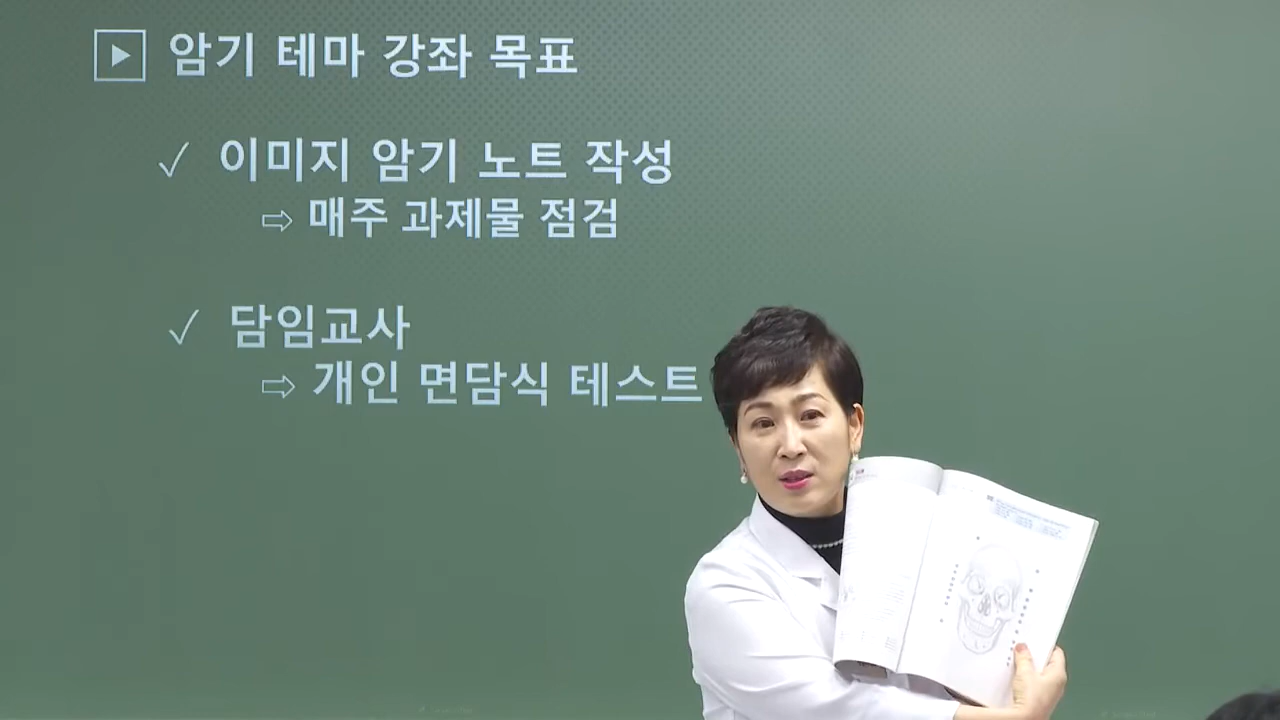 암기 테마 강좌 목표
✓ 이미지 암기 노트 작성
⇨ 매주 과제물 점검
✓ 담임교사
⇨ 개인 면담식 테스트